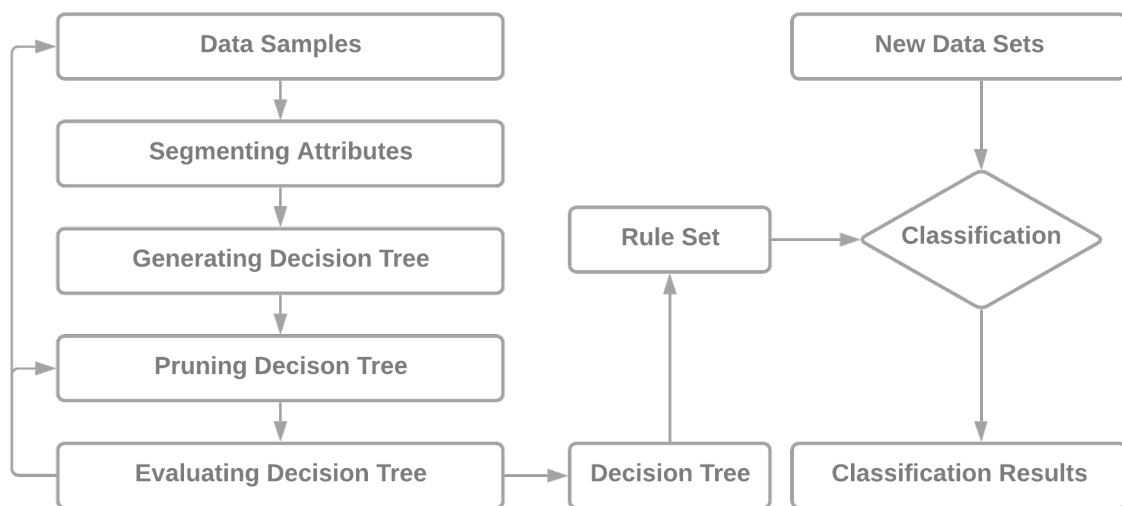 Data Samples
Segmenting Attributes
Generating Decision Tree
Pruning Decison Tree
Evaluating Decision Tree
Decision Tree
Rule Set
New Data Sets
Classification
Classification Results